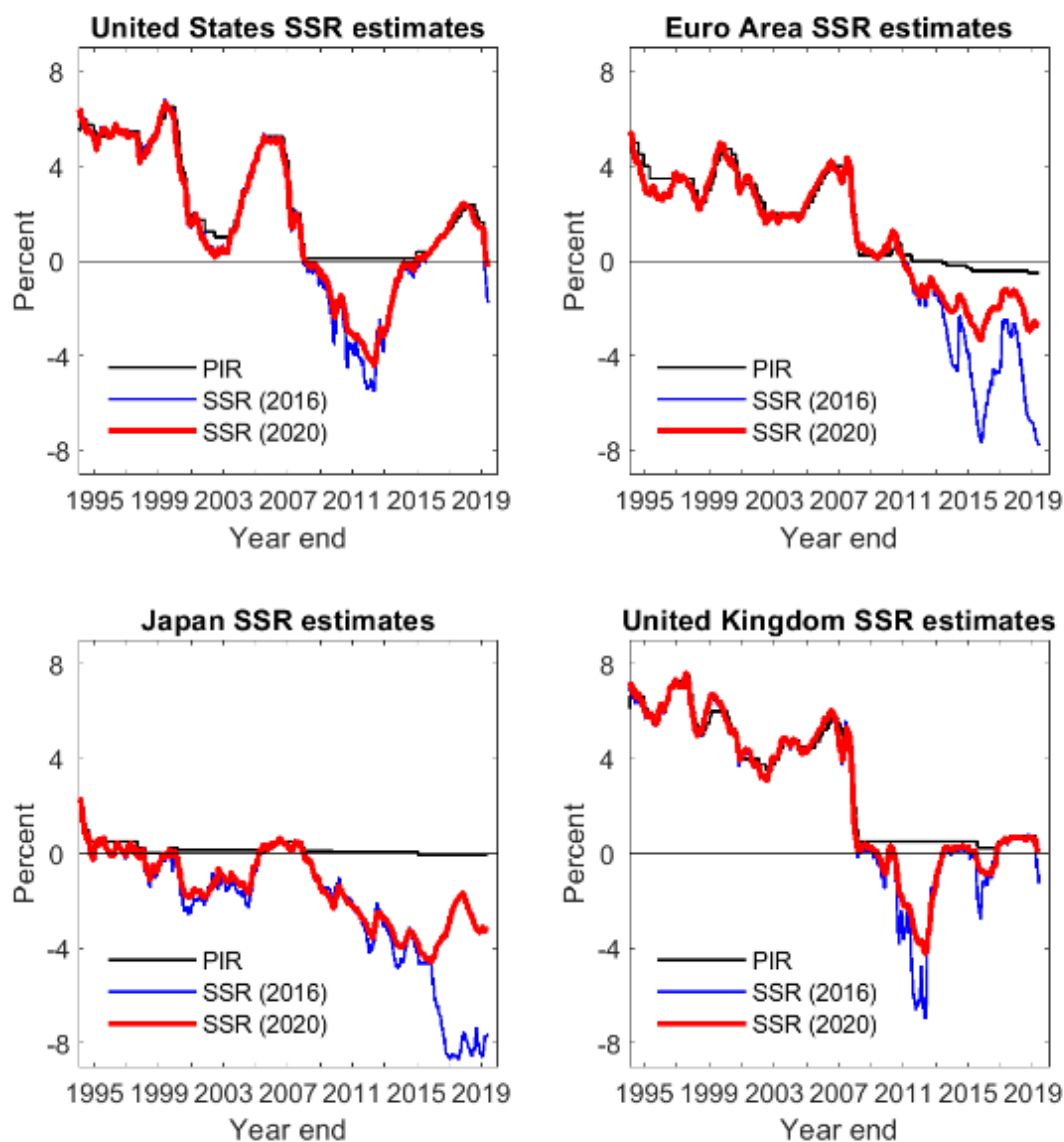 United States SSR estimates
8
4
0
-4
-8
Percent
PIR
SSR (2016)
SSR (2020)
1995 1999 2003 2007 2011 2015 2019
Year end
Euro Area SSR estimates
8
4
0
-4
-8
Percent
PIR
SSR (2016)
SSR (2020)
1995 1999 2003 2007 2011 2015 2019
Year end
Japan SSR estimates
8
4
0
-4
-8
Percent
PIR
SSR (2016)
SSR (2020)
1995 1999 2003 2007 2011 2015 2019
Year end
United Kingdom SSR estimates
8
4
0
-4
-8
Percent
PIR
SSR (2016)
SSR (2020)
1995 1999 2003 2007 2011 2015 2019
Year end